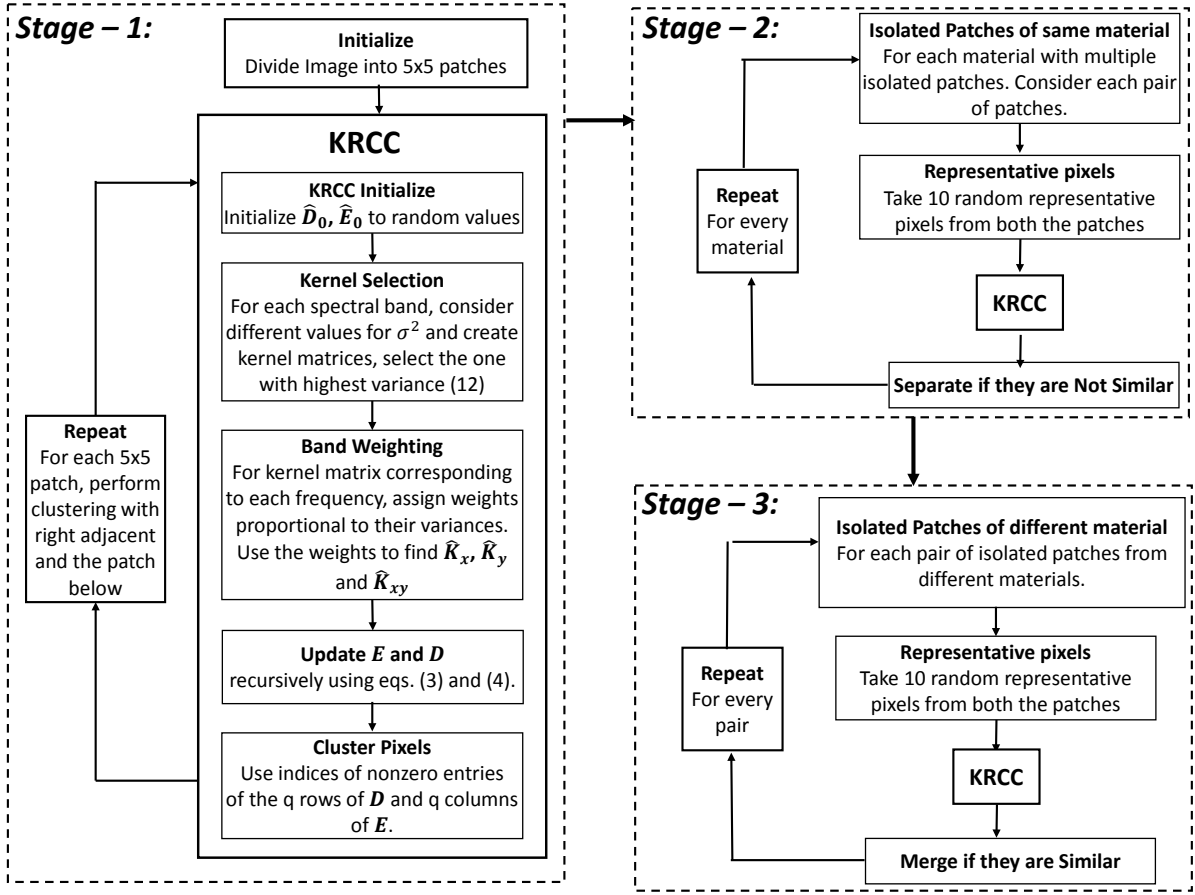 Stage – 1:
Initialize
Divide Image into 5x5 patches
KRCC
KRCC Initialize
Initialize D̂₀, Ê₀ to random values
Kernel Selection
For each spectral band, consider
different values for σ² and create
kernel matrices, select the one
with highest variance (12)
Band Weighting
For kernel matrix corresponding
to each frequency, assign weights
proportional to their variances.
Use the weights to find K̂ₓ, K̂ᵧ
and K̂ₓᵧ
Update E and D
recursively using eqs. (3) and (4).
Cluster Pixels
Use indices of nonzero entries
of the q rows of D and q columns
of E.
Repeat
For each 5x5
patch, perform
clustering with
right adjacent
and the patch
below
Stage – 2:
Isolated Patches of same material
For each material with multiple
isolated patches. Consider each pair
of patches.
Representative pixels
Take 10 random representative
pixels from both the patches
KRCC
Separate if they are Not Similar
Repeat
For every
material
Stage – 3:
Isolated Patches of different material
For each pair of isolated patches from
different materials.
Representative pixels
Take 10 random representative
pixels from both the patches
KRCC
Merge if they are Similar
Repeat
For every
pair